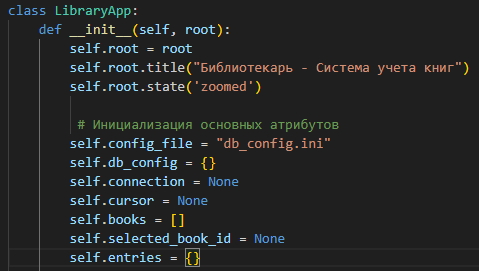 class LibraryApp:
    def __init__(self, root):
        self.root = root
        self.root.title("Библиотекарь - Система учета книг")
        self.root.state('zoomed')
         # Инициализация основных атрибутов
        self.config_file = "db_config.ini"
        self.db_config = {}
        self.connection = None
        self.cursor = None
        self.books = []
        self.selected_book_id = None
        self.entries = {}